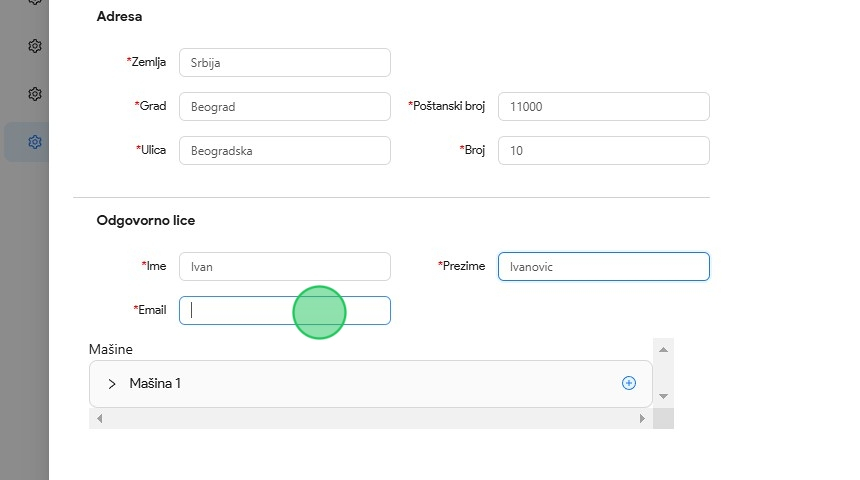 Adresa
*Zemlja Srbija
*Grad Beograd *Poštanski broj 11000
*Ulica Beogradska *Broj 10
Odgovorno lice
*Ime Ivan *Prezime Ivanovic
*Email
Mašine
Mašina 1